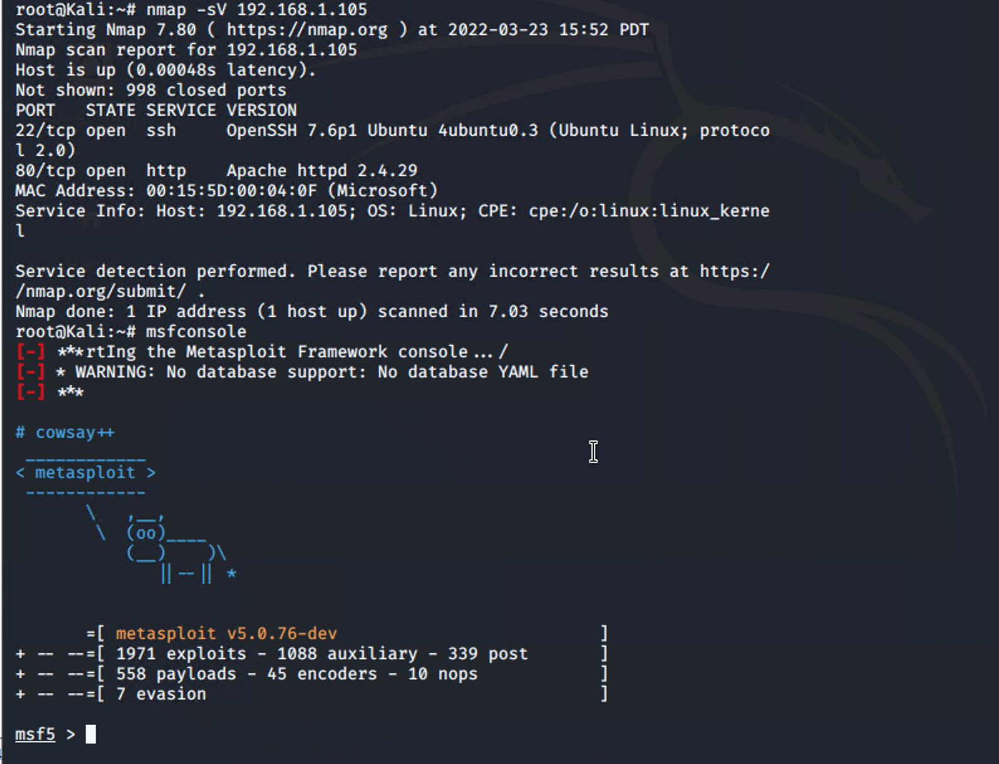 root@Kali:~# nmap -sV 192.168.1.105
Starting Nmap 7.80 ( https://nmap.org ) at 2022-03-23 15:52 PDT
Nmap scan report for 192.168.1.105
Host is up (0.00048s latency).
Not shown: 998 closed ports
PORT   STATE SERVICE VERSION
22/tcp open  ssh     OpenSSH 7.6p1 Ubuntu 4ubuntu0.3 (Ubuntu Linux; protoco
l 2.0)
80/tcp open  http    Apache httpd 2.4.29
MAC Address: 00:15:5D:00:04:0F (Microsoft)
Service Info: Host: 192.168.1.105; OS: Linux; CPE: cpe:/o:linux:linux_kerne
l
Service detection performed. Please report any incorrect results at https:/
/nmap.org/submit/ .
Nmap done: 1 IP address (1 host up) scanned in 7.03 seconds
root@Kali:~# msfconsole
[-] ***rtIng the Metasploit Framework console.../
[-] * WARNING: No database support: No database YAML file
[-] ***
# cowsay++
 ____________
< metasploit >
 ------------
       \   ,__,
        \  (oo)____
           (__)    )\
              ||--|| *
       =[ metasploit v5.0.76-dev                          ]
+ -- --=[ 1971 exploits - 1088 auxiliary - 339 post       ]
+ -- --=[ 558 payloads - 45 encoders - 10 nops            ]
+ -- --=[ 7 evasion                                       ]
msf5 >